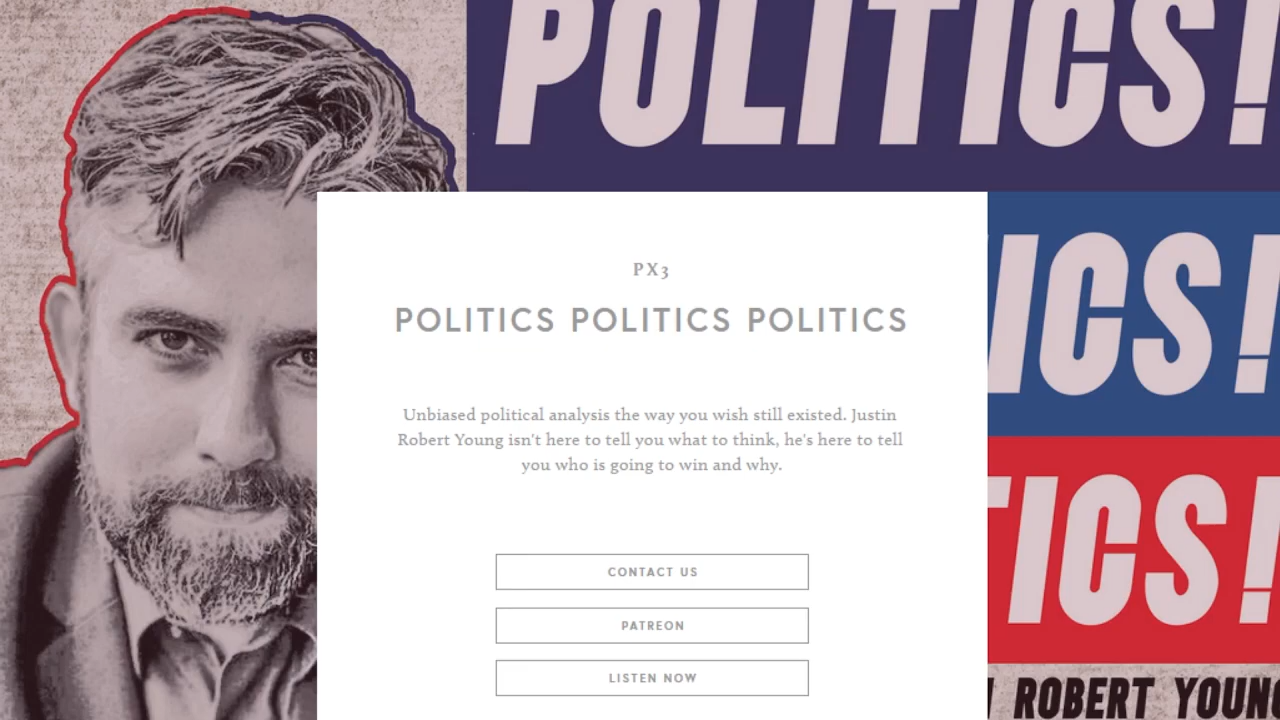 POLITICS!
ICS!
TICS!
ROBERT YOUNG
PX3
POLITICS POLITICS POLITICS
Unbiased political analysis the way you wish still existed. Justin
Robert Young isn't here to tell you what to think, he's here to tell
you who is going to win and why.
CONTACT US
PATREON
LISTEN NOW